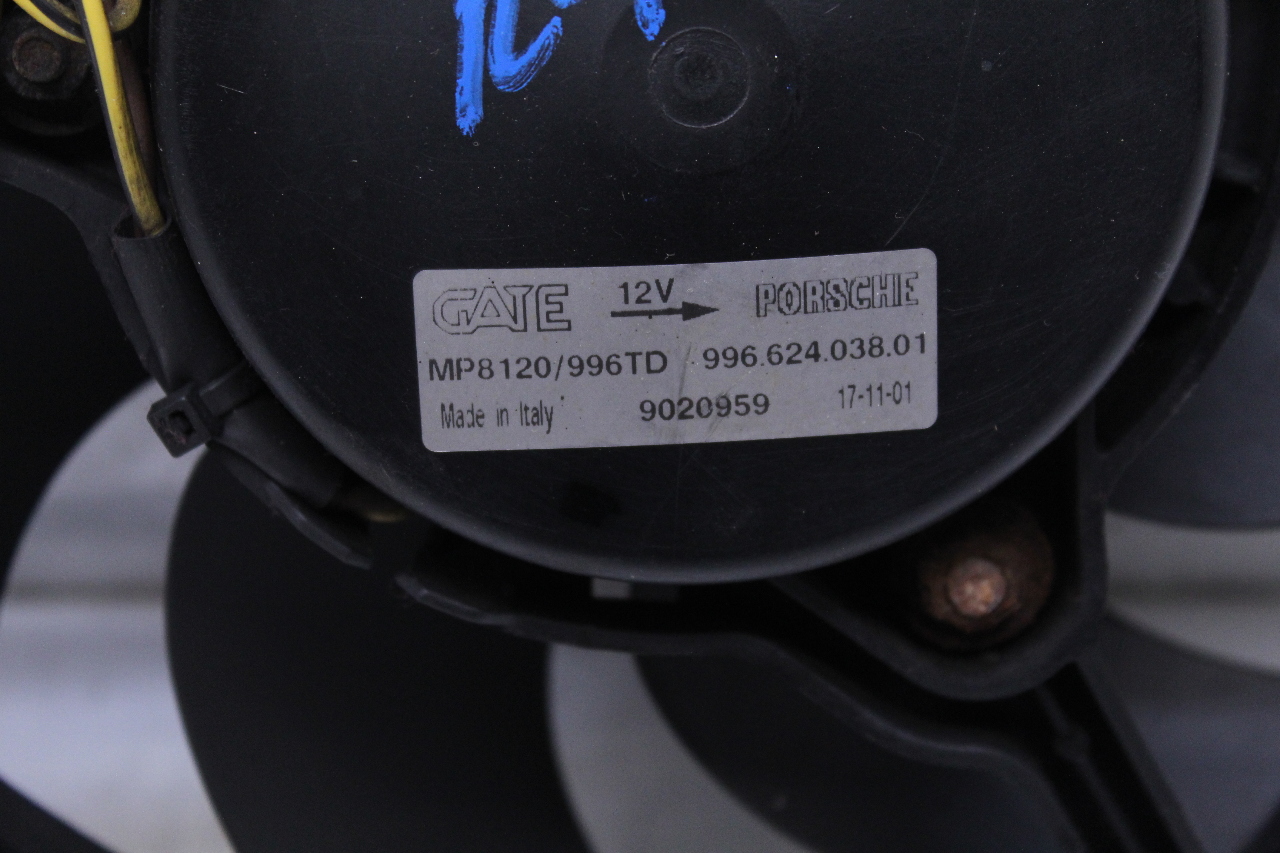 GATE 12V PORSCHE
MP8120/996TD 996.624.038.01
Made in Italy 9020959 17-11-01